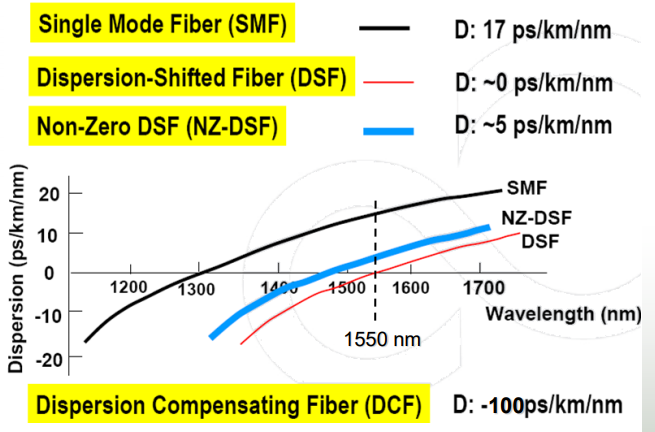 Single Mode Fiber (SMF) D: 17 ps/km/nm
Dispersion-Shifted Fiber (DSF) D: ~0 ps/km/nm
Non-Zero DSF (NZ-DSF) D: ~5 ps/km/nm
Dispersion (ps/km/nm)
20
10
0
-10
-20
SMF
NZ-DSF
DSF
1200 1300 1400 1500 1600 1700
Wavelength (nm)
1550 nm
Dispersion Compensating Fiber (DCF) D: -100ps/km/nm